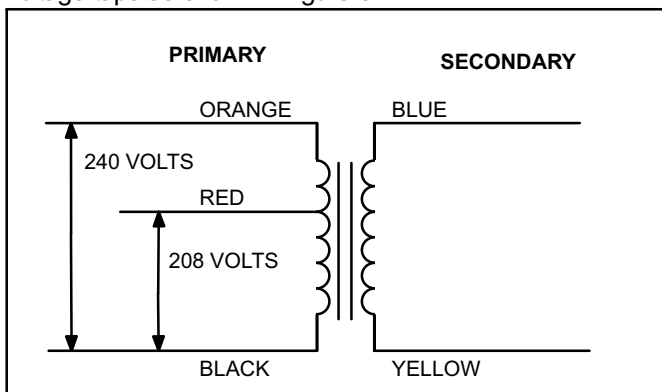 PRIMARY
SECONDARY
ORANGE
BLUE
240 VOLTS
RED
208 VOLTS
BLACK
YELLOW